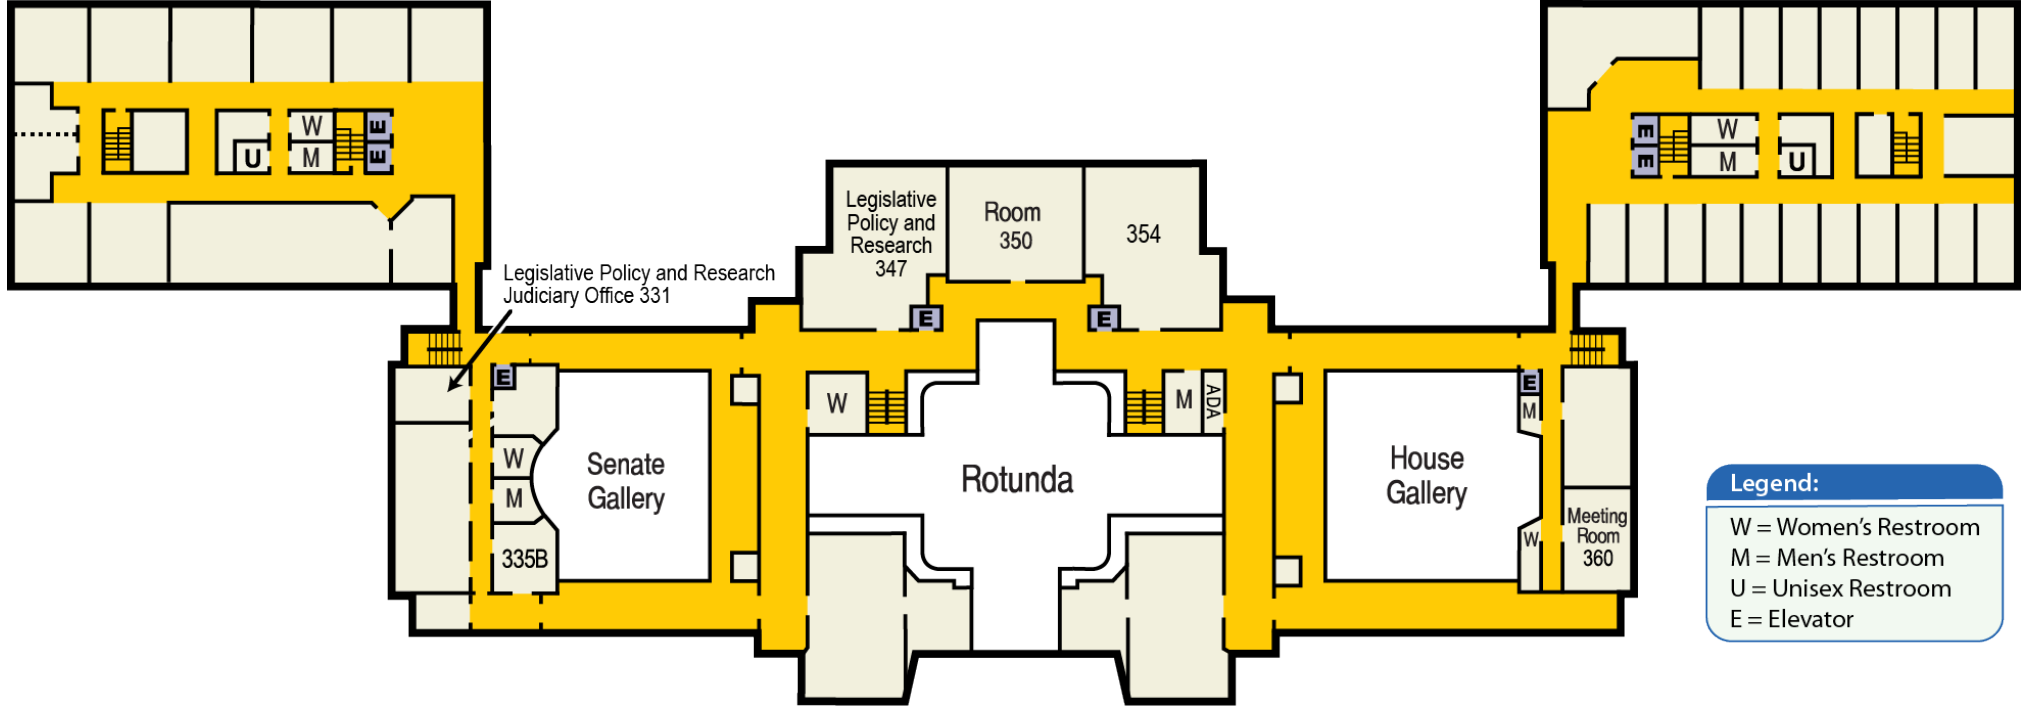 W
M
U
E
E
E
E
W
M
U
Legislative
Policy and
Research
347
Room
350
354
E
E
Legislative Policy and Research
Judiciary Office 331
E
W
M
335B
Senate
Gallery
W
Rotunda
M
ADA
House
Gallery
E
M
W
Meeting
Room
360
Legend:
W = Women's Restroom
M = Men's Restroom
U = Unisex Restroom
E = Elevator